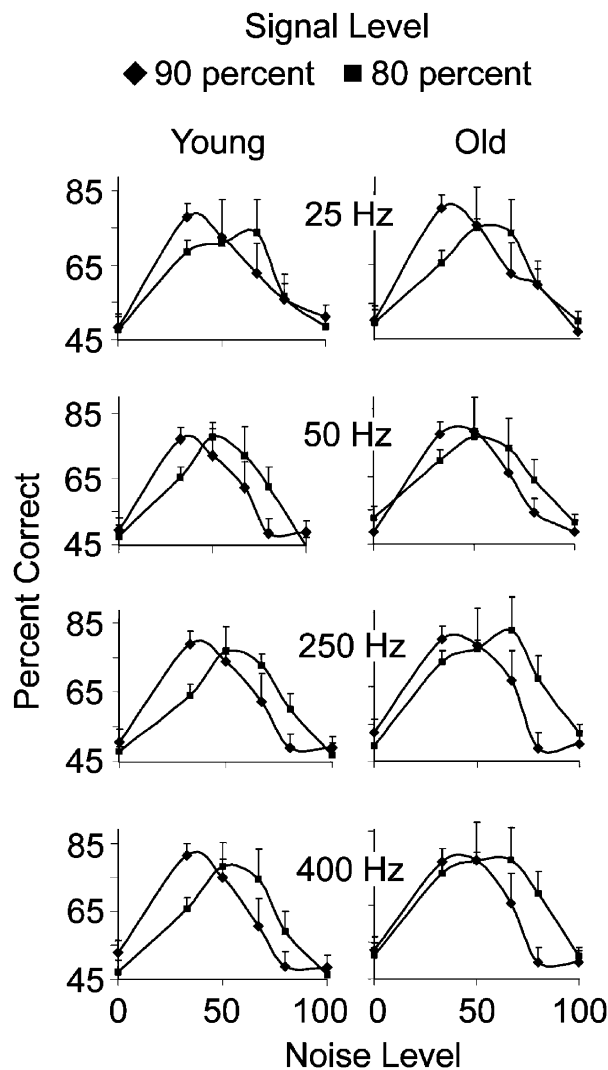 Signal Level
90 percent 80 percent
Young Old
85
65
45
25 Hz
85
65
45
50 Hz
Percent Correct
85
65
45
250 Hz
85
65
45
400 Hz
0 50 100 0 50 100
Noise Level